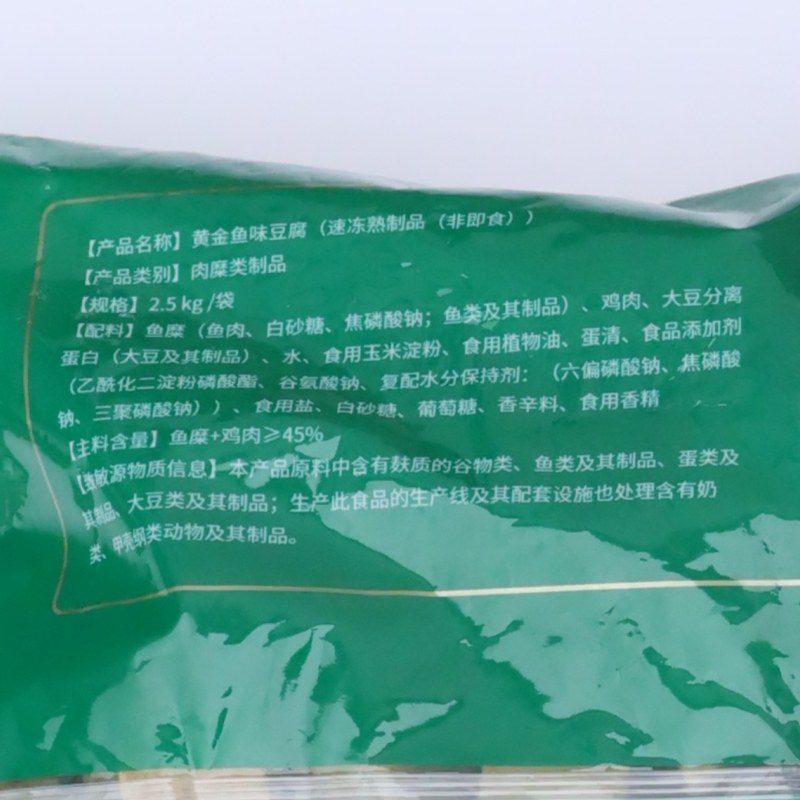 【产品名称】黄金鱼味豆腐（速冻熟制品（非即食））
【产品类别】肉糜类制品
【规格】2.5 kg /袋
【配料】鱼糜（鱼肉、白砂糖、焦磷酸钠；鱼类及其制品）、鸡肉、大豆分离
蛋白（大豆及其制品）、水、食用玉米淀粉、食用植物油、蛋清、食品添加剂
（乙酰化二淀粉磷酸酯、谷氨酸钠、复配水分保持剂：（六偏磷酸钠、焦磷酸
钠、三聚磷酸钠））、食用盐、白砂糖、葡萄糖、香辛料、食用香精
【主料含量】鱼糜+鸡肉≥45%
【致敏源物质信息】本产品原料中含有麸质的谷物类、鱼类及其制品、蛋类及
其制品、大豆类及其制品；生产此食品的生产线及其配套设施也处理含有奶
类、甲壳纲类动物及其制品。